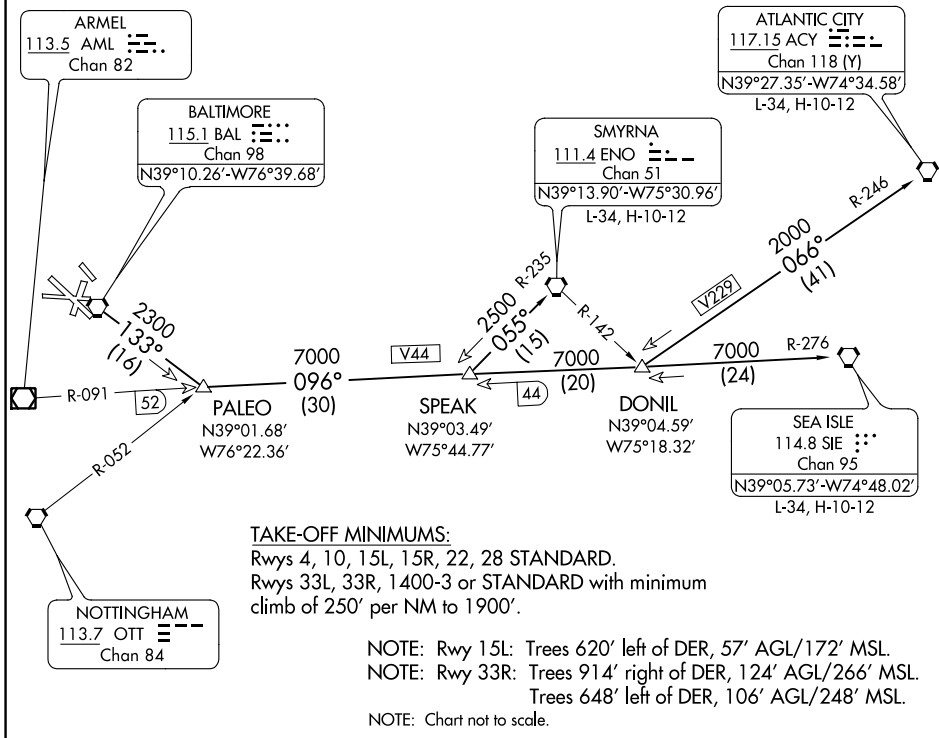 ARMEL
113.5 AML
Chan 82
ATLANTIC CITY
117.15 ACY
Chan 118 (Y)
N39°27.35′-W74°34.58′
L-34, H-10-12
BALTIMORE
115.1 BAL
Chan 98
N39°10.26′-W76°39.68′
SMYRNA
111.4 ENO
Chan 51
N39°13.90′-W75°30.96′
L-34, H-10-12
R-246
2000
066°
(41)
V229
R-235
2500
055°
(15)
R-142
2300
133°
(16)
R-091
52
7000
096°
(30)
V44
7000
(20)
44
7000
(24)
R-276
PALEO
N39°01.68′
W76°22.36′
SPEAK
N39°03.49′
W75°44.77′
DONIL
N39°04.59′
W75°18.32′
SEA ISLE
114.8 SIE
Chan 95
N39°05.73′-W74°48.02′
L-34, H-10-12
R-052
NOTTINGHAM
113.7 OTT
Chan 84
TAKE-OFF MINIMUMS:
Rwys 4, 10, 15L, 15R, 22, 28 STANDARD.
Rwys 33L, 33R, 1400-3 or STANDARD with minimum
climb of 250′ per NM to 1900′.
NOTE: Rwy 15L: Trees 620′ left of DER, 57′ AGL/172′ MSL.
NOTE: Rwy 33R: Trees 914′ right of DER, 124′ AGL/266′ MSL.
Trees 648′ left of DER, 106′ AGL/248′ MSL.
NOTE: Chart not to scale.